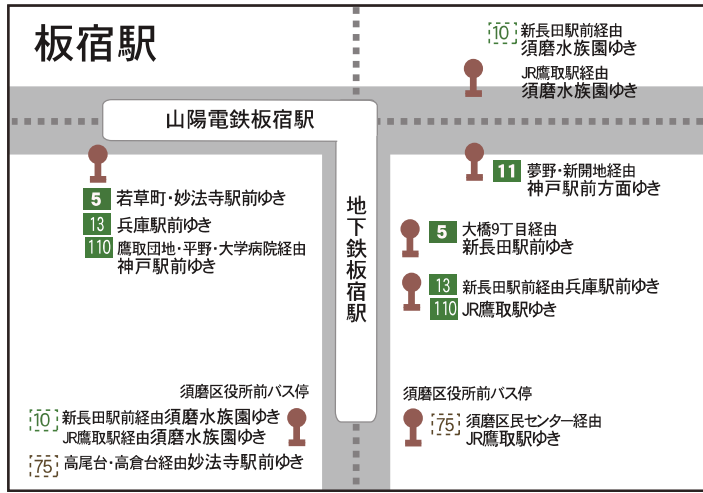 板宿駅
10 新長田駅前経由
須磨水族園ゆき
JR鷹取駅経由
須磨水族園ゆき
山陽電鉄板宿駅
地下鉄板宿駅
5 若草町・妙法寺駅前ゆき
13 兵庫駅前ゆき
110 鷹取団地・平野・大学病院経由
神戸駅前ゆき
11 夢野・新開地経由
神戸駅前方面ゆき
5 大橋9丁目経由
新長田駅前ゆき
13 新長田駅前経由兵庫駅前ゆき
110 JR鷹取駅ゆき
須磨区役所前バス停
10 新長田駅前経由須磨水族園ゆき
JR鷹取駅経由須磨水族園ゆき
75 高尾台・高倉台経由妙法寺駅前ゆき
須磨区役所前バス停
75 須磨区民センター経由
JR鷹取駅ゆき